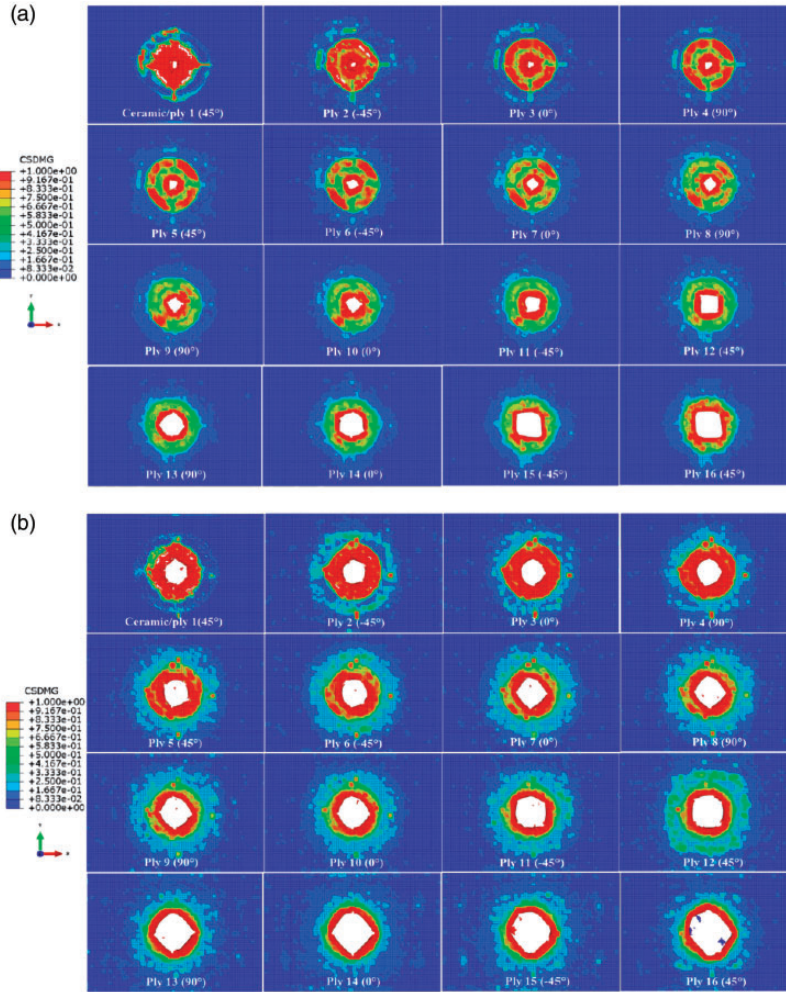 (a)
Ceramic/ply 1 (45°)
Ply 2 (-45°)
Ply 3 (0°)
Ply 4 (90°)
CSDMG
+1.000e+00
+9.167e-01
+8.333e-01
+7.500e-01
+6.667e-01
+5.833e-01
+5.000e-01
+4.167e-01
+3.333e-01
+2.500e-01
+1.667e-01
+8.333e-02
+0.000e+00
Ply 5 (45°)
Ply 6 (-45°)
Ply 7 (0°)
Ply 8 (90°)
Y
X
Ply 9 (90°)
Ply 10 (0°)
Ply 11 (-45°)
Ply 12 (45°)
Ply 13 (90°)
Ply 14 (0°)
Ply 15 (-45°)
Ply 16 (45°)
(b)
Ceramic/ply 1(45°)
Ply 2 (-45°)
Ply 3 (0°)
Ply 4 (90°)
CSDMG
+1.000e+00
+9.167e-01
+8.333e-01
+7.500e-01
+6.667e-01
+5.833e-01
+5.000e-01
+4.167e-01
+3.333e-01
+2.500e-01
+1.667e-01
+8.333e-02
+0.000e+00
Ply 5 (45°)
Ply 6 (-45°)
Ply 7 (0°)
Ply 8 (90°)
Y
X
Ply 9 (90°)
Ply 10 (0°)
Ply 11 (-45°)
Ply 12 (45°)
Ply 13 (90°)
Ply 14 (0°)
Ply 15 (-45°)
Ply 16 (45°)